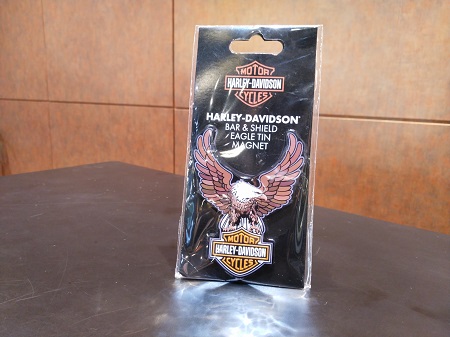 MOTOR
HARLEY-DAVIDSON
CYCLES
HARLEY-DAVIDSON
BAR & SHIELD
EAGLE TIN
MAGNET
MOTOR
HARLEY-DAVIDSON
CYCLES